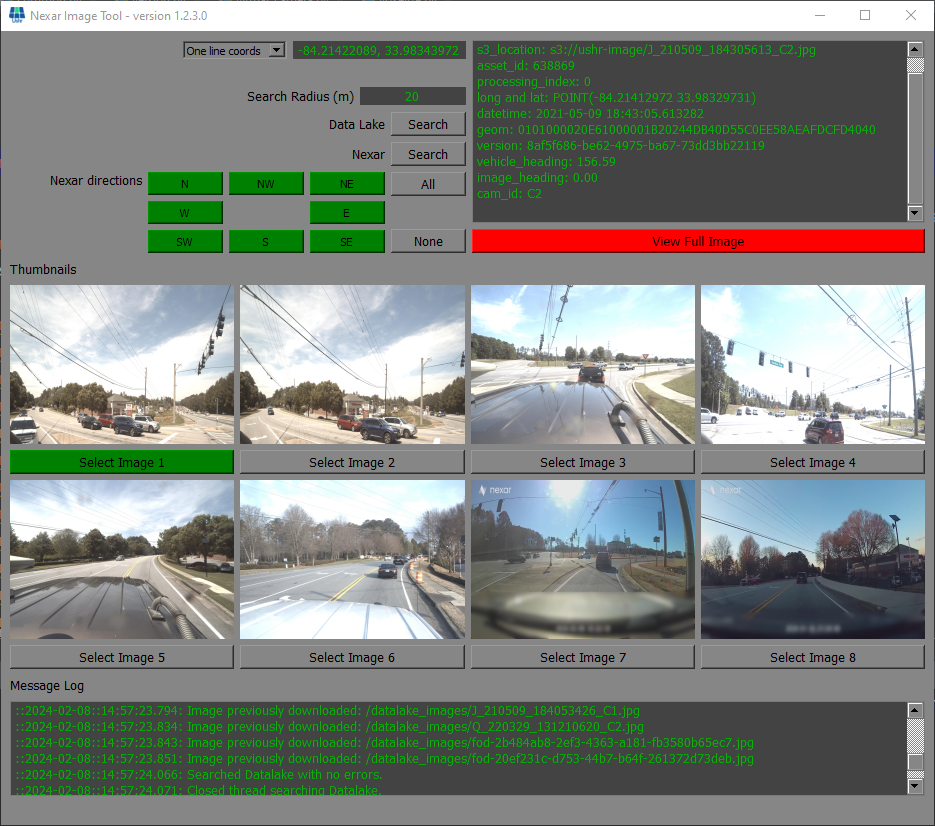 Nexar Image Tool - version 1.2.3.0
One line coords
-84.21422089, 33.98343972
Search Radius (m)
20
Data Lake
Search
Nexar
Search
Nexar directions
N
NW
NE
All
W
E
SW
S
SE
None
s3_location: s3://ushr-image/J_210509_184305613_C2.jpg
asset_id: 638869
processing_index: 0
long and lat: POINT(-84.21412972 33.98329731)
datetime: 2021-05-09 18:43:05.613282
geom: 0101000020E61000001B20244DB40D55C0EE58AEAFDCFD4040
version: 8af5f686-be62-4975-ba67-73dd3bb22119
vehicle_heading: 156.59
image_heading: 0.00
cam_id: C2
View Full Image
Thumbnails
Select Image 1
Select Image 2
Select Image 3
Select Image 4
nexar
nexar
Select Image 5
Select Image 6
Select Image 7
Select Image 8
Message Log
::2024-02-08::14:57:23.794: Image previously downloaded: /datalake_images/J_210509_184053426_C1.jpg
::2024-02-08::14:57:23.834: Image previously downloaded: /datalake_images/Q_220329_131210620_C2.jpg
::2024-02-08::14:57:23.843: Image previously downloaded: /datalake_images/fod-2b484ab8-2ef3-4363-a181-fb3580b65ec7.jpg
::2024-02-08::14:57:23.851: Image previously downloaded: /datalake_images/fod-20ef231c-d753-44b7-b64f-261372d73deb.jpg
::2024-02-08::14:57:24.066: Searched Datalake with no errors.
::2024-02-08::14:57:24.071: Closed thread searching Datalake.